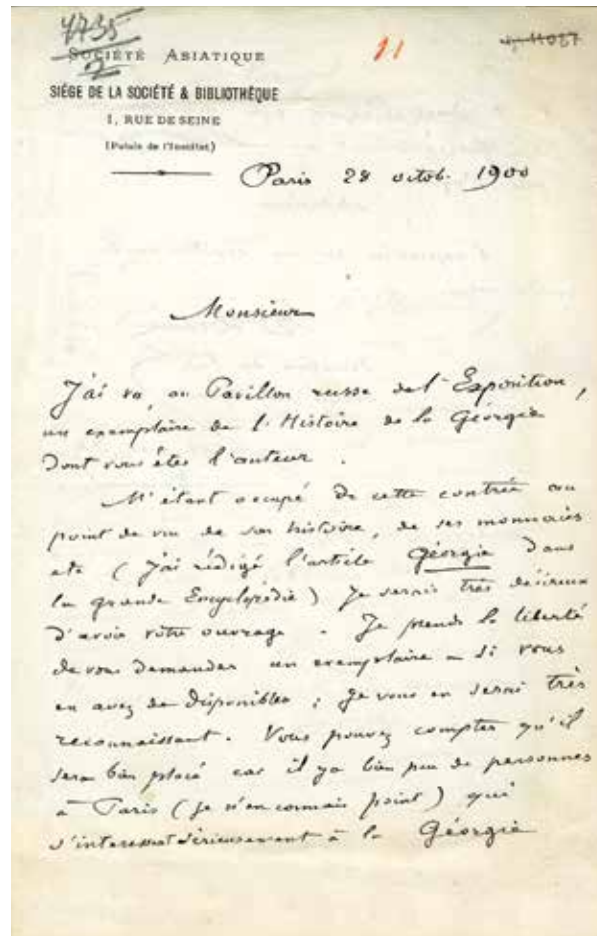 4735
2
SOCIÉTÉ ASIATIQUE
11
11037
SIÉGE DE LA SOCIÉTÉ & BIBLIOTHÈQUE
1, RUE DE SEINE
(Palais de l'Institut)
Paris 28 octob. 1900
Monsieur
J'ai vu, au Pavillon russe de l'Exposition,
un exemplaire de l'Histoire de la Géorgie
dont vous êtes l'auteur.
M'étant occupé de cette contrée au
point de vue de son histoire, de ses monnaies
etc (J'ai rédigé l'article Géorgie dans
la grande Encyclopédie) Je serais très désireux
d'avoir votre ouvrage. Je prends la liberté
de vous demander un exemplaire - si vous
en avez de disponibles ; Je vous en serai très
reconnaissant. Vous pouvez compter qu'il
sera bien placé car il y a bien peu de personnes
à Paris (je n'en connais point) qui
s'interessent sérieusement à la Géorgie